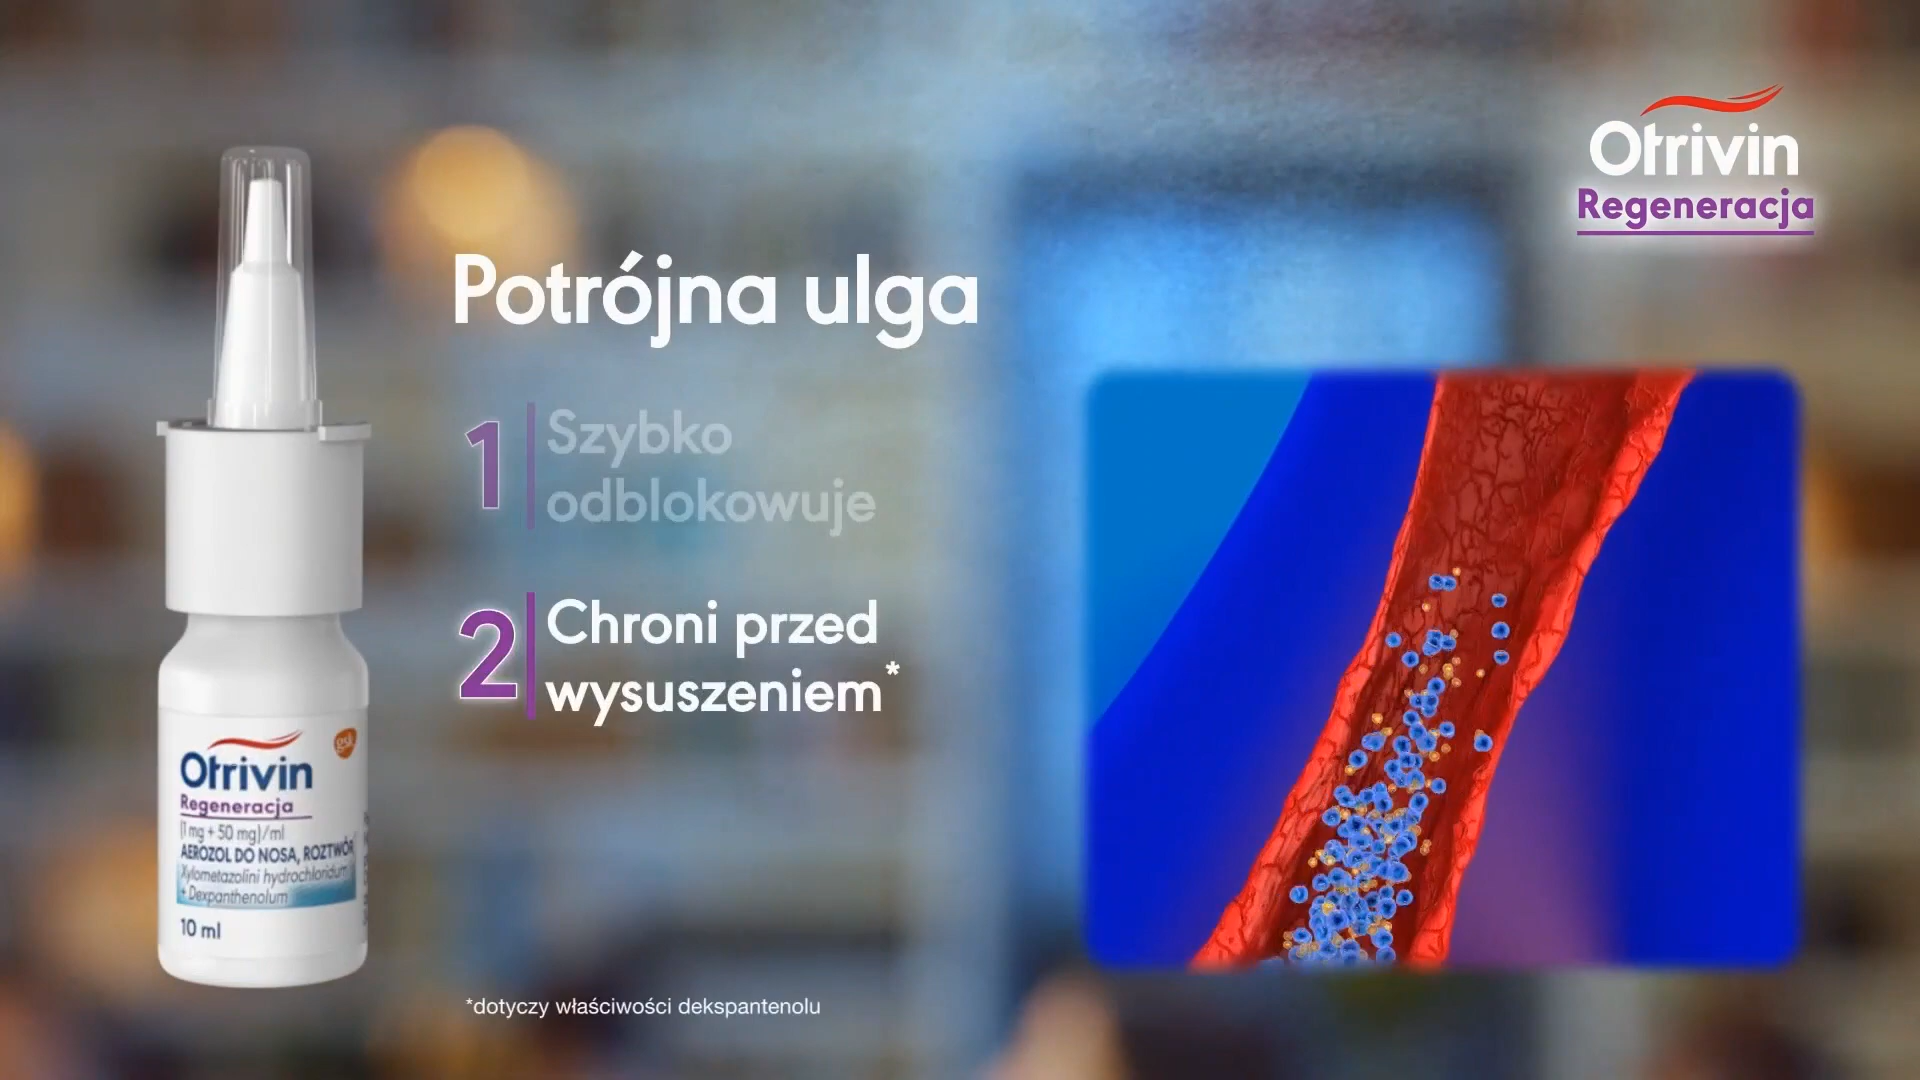 Otrivin
Regeneracja
Potrójna ulga
1 Szybko
odblokowuje
2 Chroni przed
wysuszeniem*
Otrivin
gsk
Regeneracja
(1 mg + 50 mg)/ml
AEROZOL DO NOSA, ROZTWÓR
Xylometazolini hydrochloridum
+ Dexpanthenolum
10 ml
*dotyczy właściwości dekspantenolu